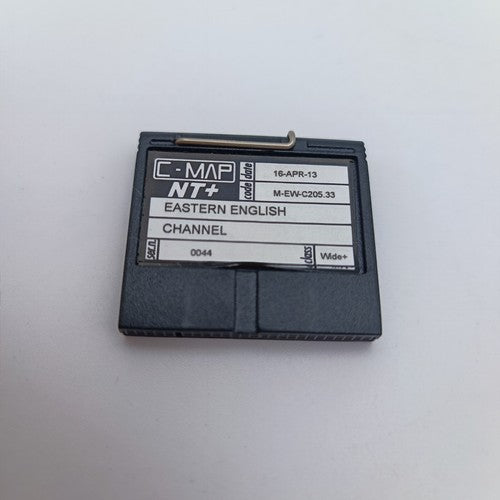 C-MAP date 16-APR-13
NT+ code M-EW-C205.33
EASTERN ENGLISH
CHANNEL
ser.n. 0044 class Wide+